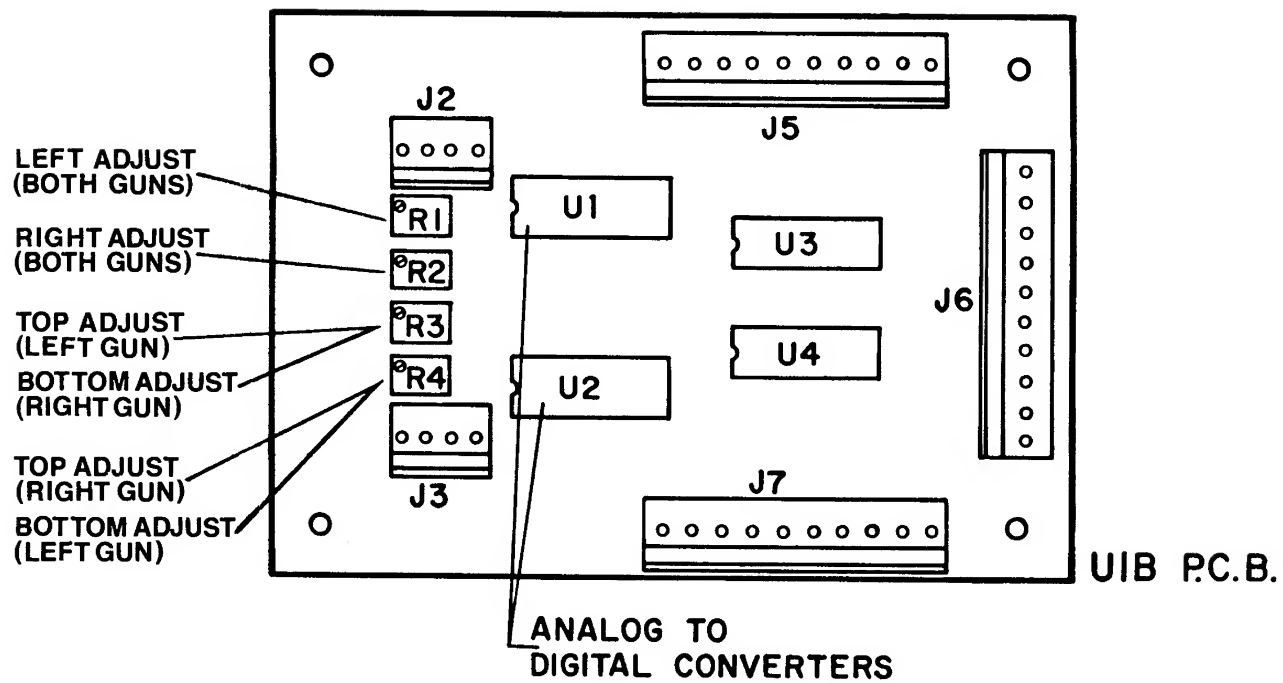 J2
J5
LEFT ADJUST
(BOTH GUNS)
R1
U1
RIGHT ADJUST
(BOTH GUNS)
R2
U3
J6
TOP ADJUST
(LEFT GUN)
R3
BOTTOM ADJUST
(RIGHT GUN)
R4
U2
U4
TOP ADJUST
(RIGHT GUN)
J3
J7
BOTTOM ADJUST
(LEFT GUN)
UIB P.C.B.
ANALOG TO
DIGITAL CONVERTERS